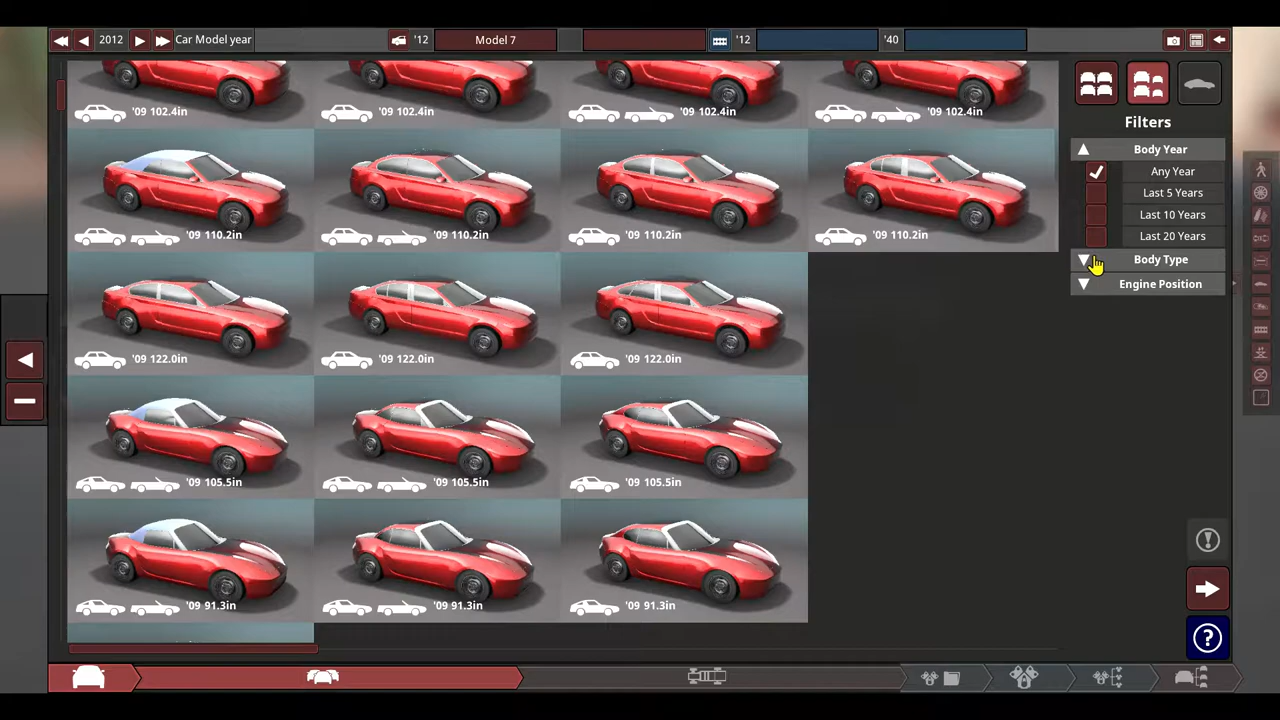 2012 Car Model year '12 Model 7 '12 '40
'09 102.4in '09 102.4in '09 102.4in '09 102.4in
'09 110.2in '09 110.2in '09 110.2in '09 110.2in
'09 122.0in '09 122.0in '09 122.0in
'09 105.5in '09 105.5in '09 105.5in
'09 91.3in '09 91.3in '09 91.3in
Filters
Body Year
Any Year
Last 5 Years
Last 10 Years
Last 20 Years
Body Type
Engine Position
?